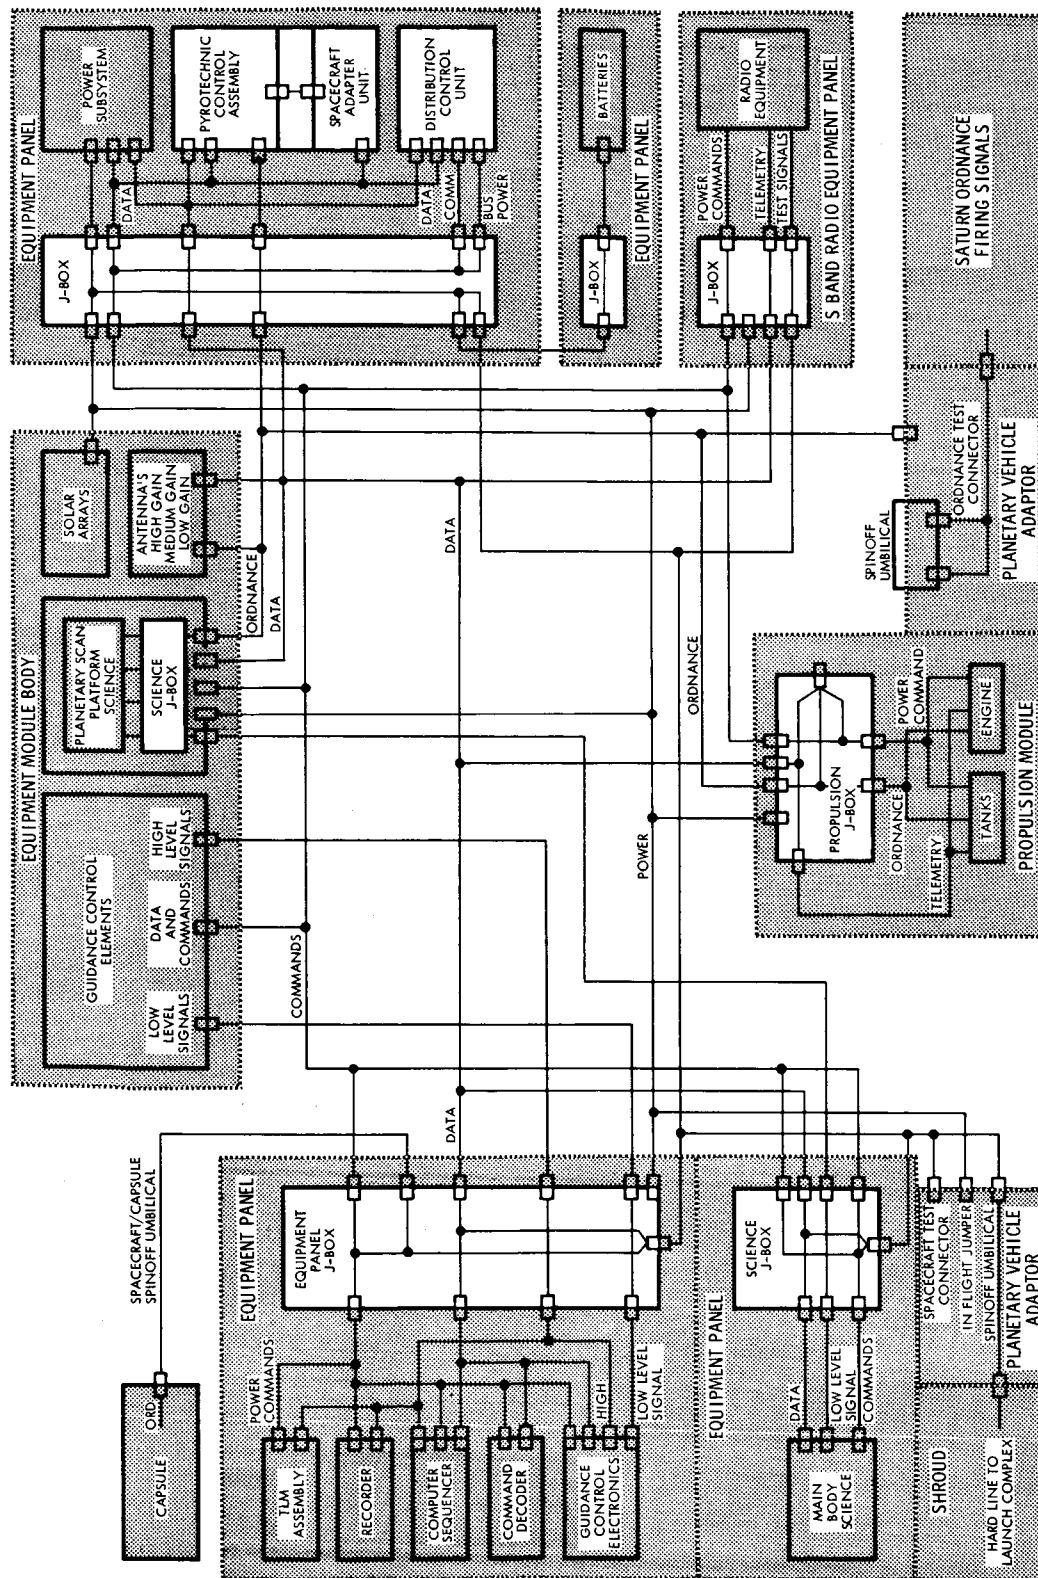 CAPSULE
ORD
SPACECRAFT/CAPSULE
SPINOFF UMBILICAL
EQUIPMENT MODULE BODY
GUIDANCE CONTROL
ELEMENTS
LOW
LEVEL
SIGNALS
DATA
AND
COMMANDS
HIGH
LEVEL
SIGNALS
PLANETARY SCAN
PLATFORM
SCIENCE
SCIENCE
J-BOX
SOLAR
ARRAYS
ANTENNA'S
HIGH GAIN
MEDIUM GAIN
LOW GAIN
ORDNANCE
DATA
COMMANDS
EQUIPMENT PANEL
POWER
SUBSYSTEM
PYROTECHNIC
CONTROL
ASSEMBLY
SPACECRAFT
ADAPTER
UNIT
DISTRIBUTION
CONTROL
UNIT
DATA
DATA
COMM.
BUS
POWER
J-BOX
BATTERIES
J-BOX
EQUIPMENT PANEL
RADIO
EQUIPMENT
POWER
COMMANDS
TELEMETRY
TEST SIGNALS
J-BOX
S BAND RADIO EQUIPMENT PANEL
EQUIPMENT PANEL
TLM
ASSEMBLY
RECORDER
COMPUTER
SEQUENCER
COMMAND
DECODER
GUIDANCE
CONTROL
ELECTRONICS
POWER
COMMANDS
HIGH
LOW LEVEL
SIGNAL
EQUIPMENT
PANEL
J-BOX
DATA
DATA
POWER
ORDNANCE
EQUIPMENT PANEL
MAIN
BODY
SCIENCE
DATA
LOW LEVEL
SIGNAL
COMMANDS
SCIENCE
J-BOX
SHROUD
HARD LINE TO
LAUNCH COMPLEX
SPACECRAFT TEST
CONNECTOR
IN FLIGHT JUMPER
SPINOFF UMBILICAL
PLANETARY VEHICLE
ADAPTOR
PROPULSION
J-BOX
ORDNANCE
TELEMETRY
POWER
COMMAND
TANKS
ENGINE
PROPULSION MODULE
SPINOFF
UMBILICAL
ORDNANCE TEST
CONNECTOR
PLANETARY VEHICLE
ADAPTOR
SATURN ORDNANCE
FIRING SIGNALS